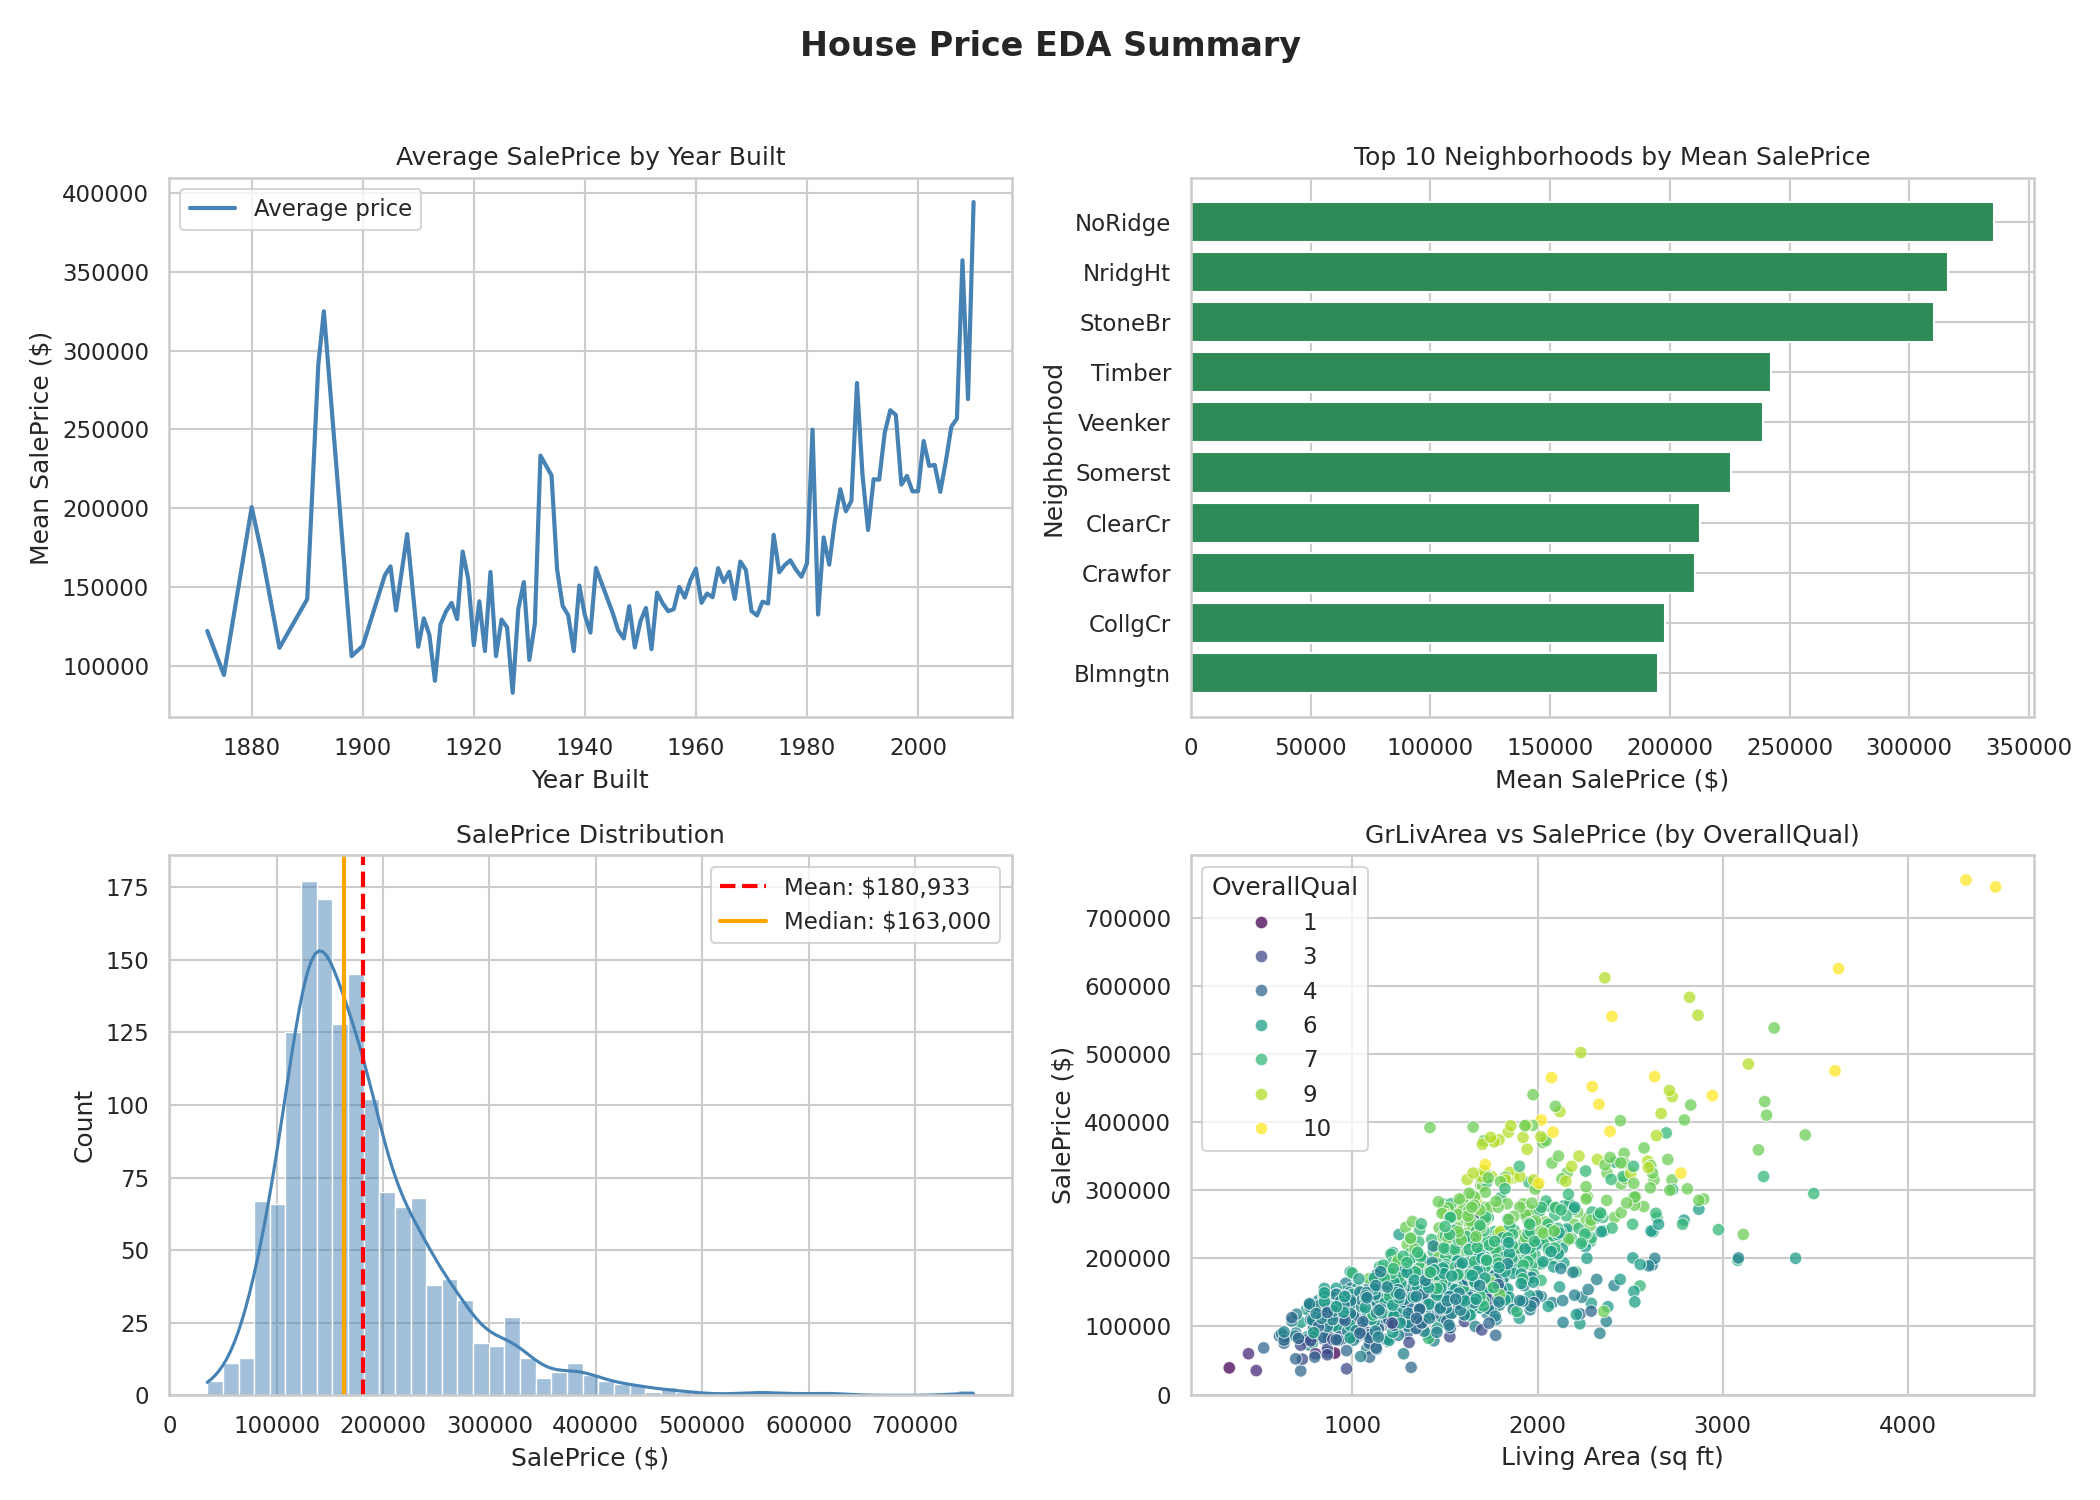 House Price EDA Summary
Average SalePrice by Year Built
Average price
400000
350000
300000
250000
200000
150000
100000
Mean SalePrice ($)
1880 1900 1920 1940 1960 1980 2000
Year Built
Top 10 Neighborhoods by Mean SalePrice
NoRidge
NridgHt
StoneBr
Timber
Veenker
Somerst
ClearCr
Crawfor
CollgCr
Blmngtn
Neighborhood
0 50000 100000 150000 200000 250000 300000 350000
Mean SalePrice ($)
SalePrice Distribution
Mean: $180,933
Median: $163,000
175
150
125
100
75
50
25
0
Count
0 100000 200000 300000 400000 500000 600000 700000
SalePrice ($)
GrLivArea vs SalePrice (by OverallQual)
OverallQual
1
3
4
6
7
9
10
700000
600000
500000
400000
300000
200000
100000
0
SalePrice ($)
1000 2000 3000 4000
Living Area (sq ft)